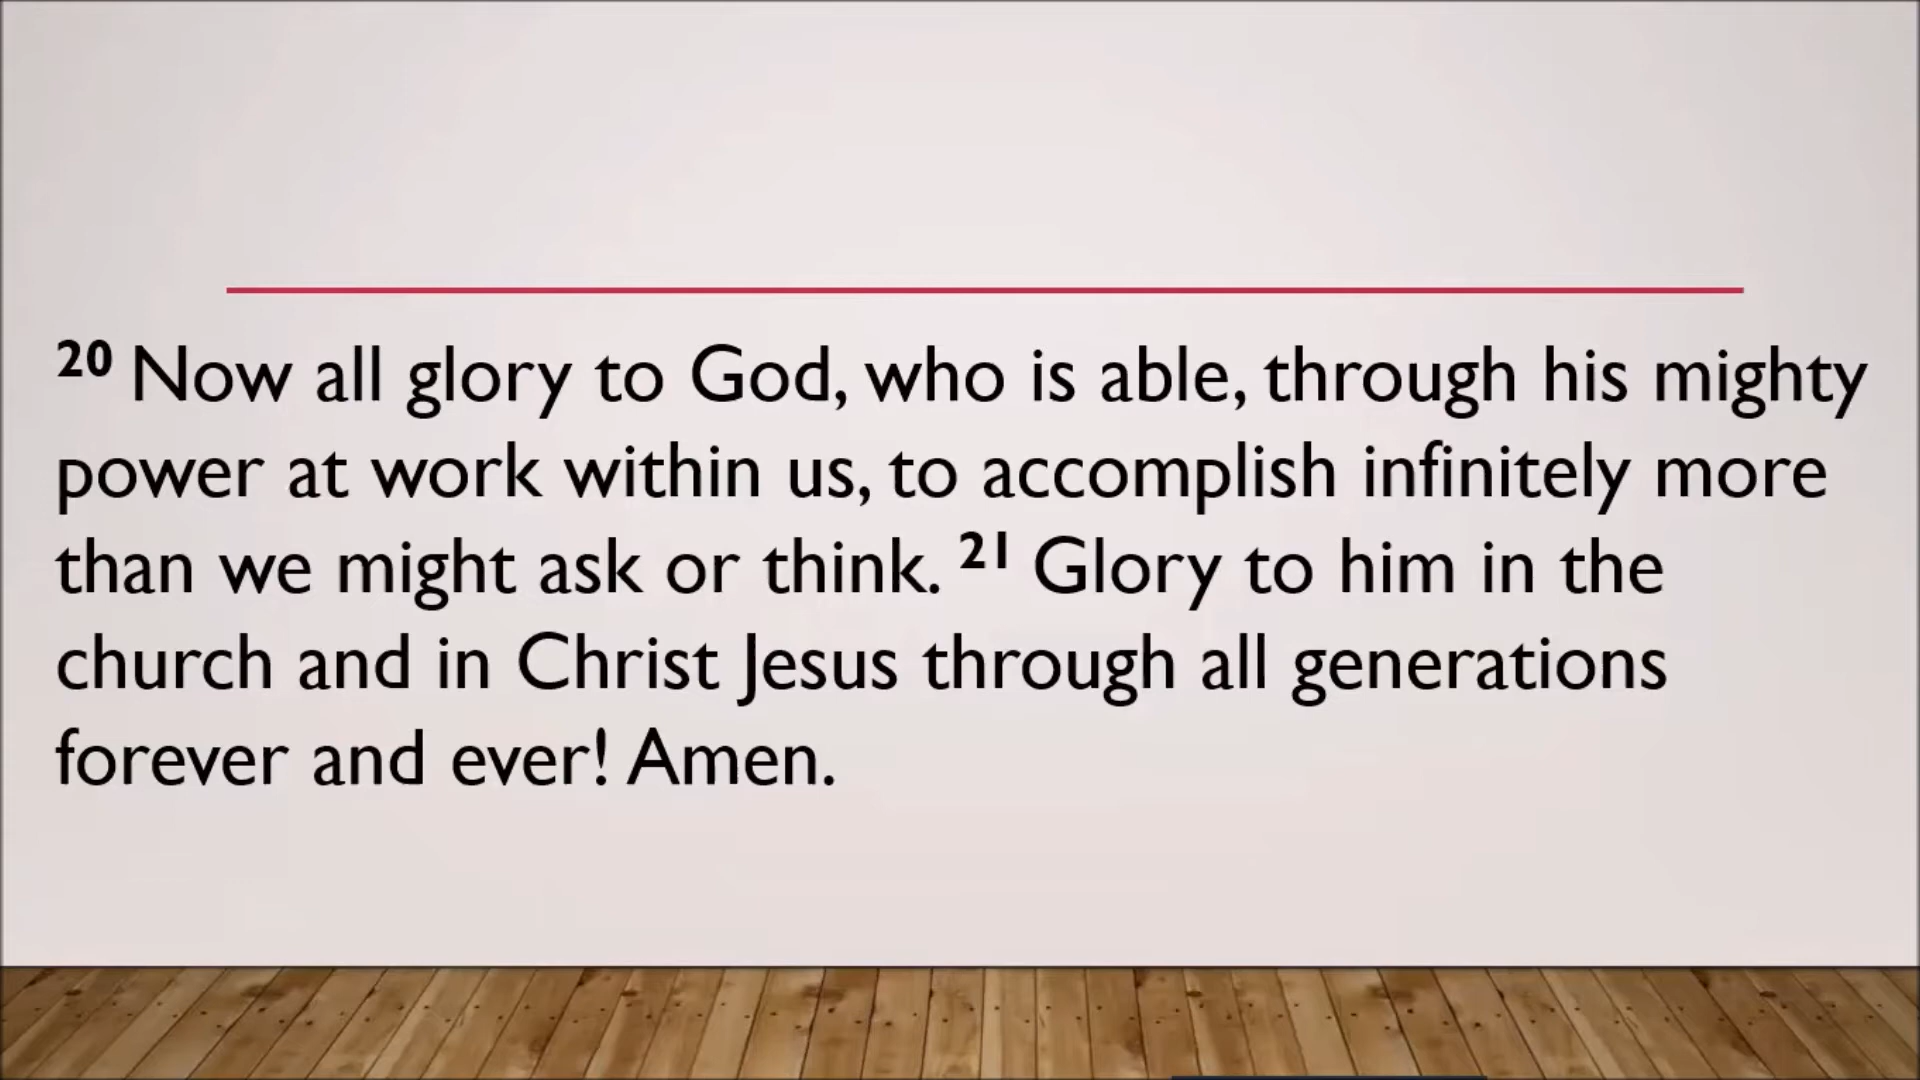 20 Now all glory to God, who is able, through his mighty
power at work within us, to accomplish infinitely more
than we might ask or think. 21 Glory to him in the
church and in Christ Jesus through all generations
forever and ever! Amen.